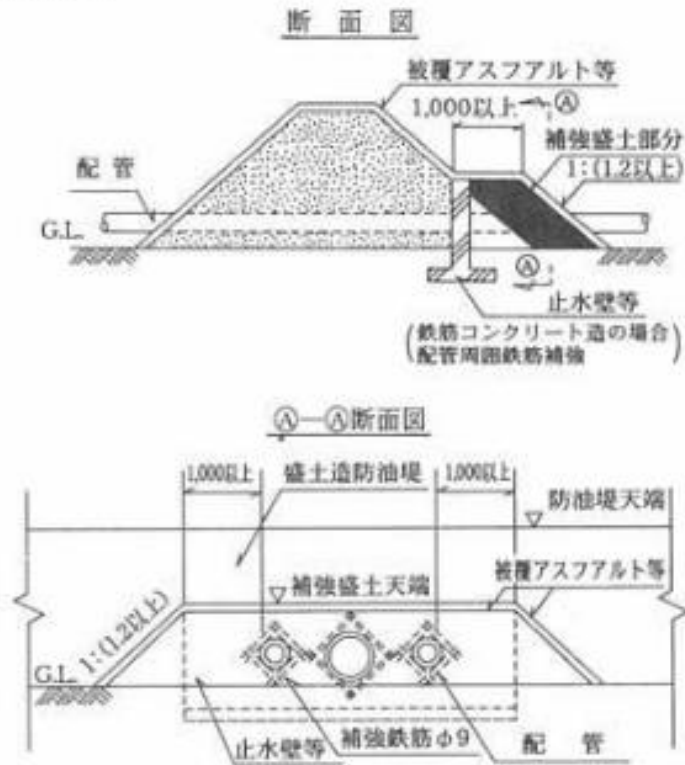 断面図
被覆アスフアルト等
1,000以上
Ⓐ
補強盛土部分
配管
1:(1.2以上)
G.L.
Ⓐ
止水壁等
(鉄筋コンクリート造の場合
配管周囲鉄筋補強)
Ⓐ―Ⓐ断面図
1,000以上
盛土造防油堤
1,000以上
防油堤天端
補強盛土天端
被覆アスフアルト等
1:(1.2以上)
G.L.
止水壁等
補強鉄筋φ9
配管